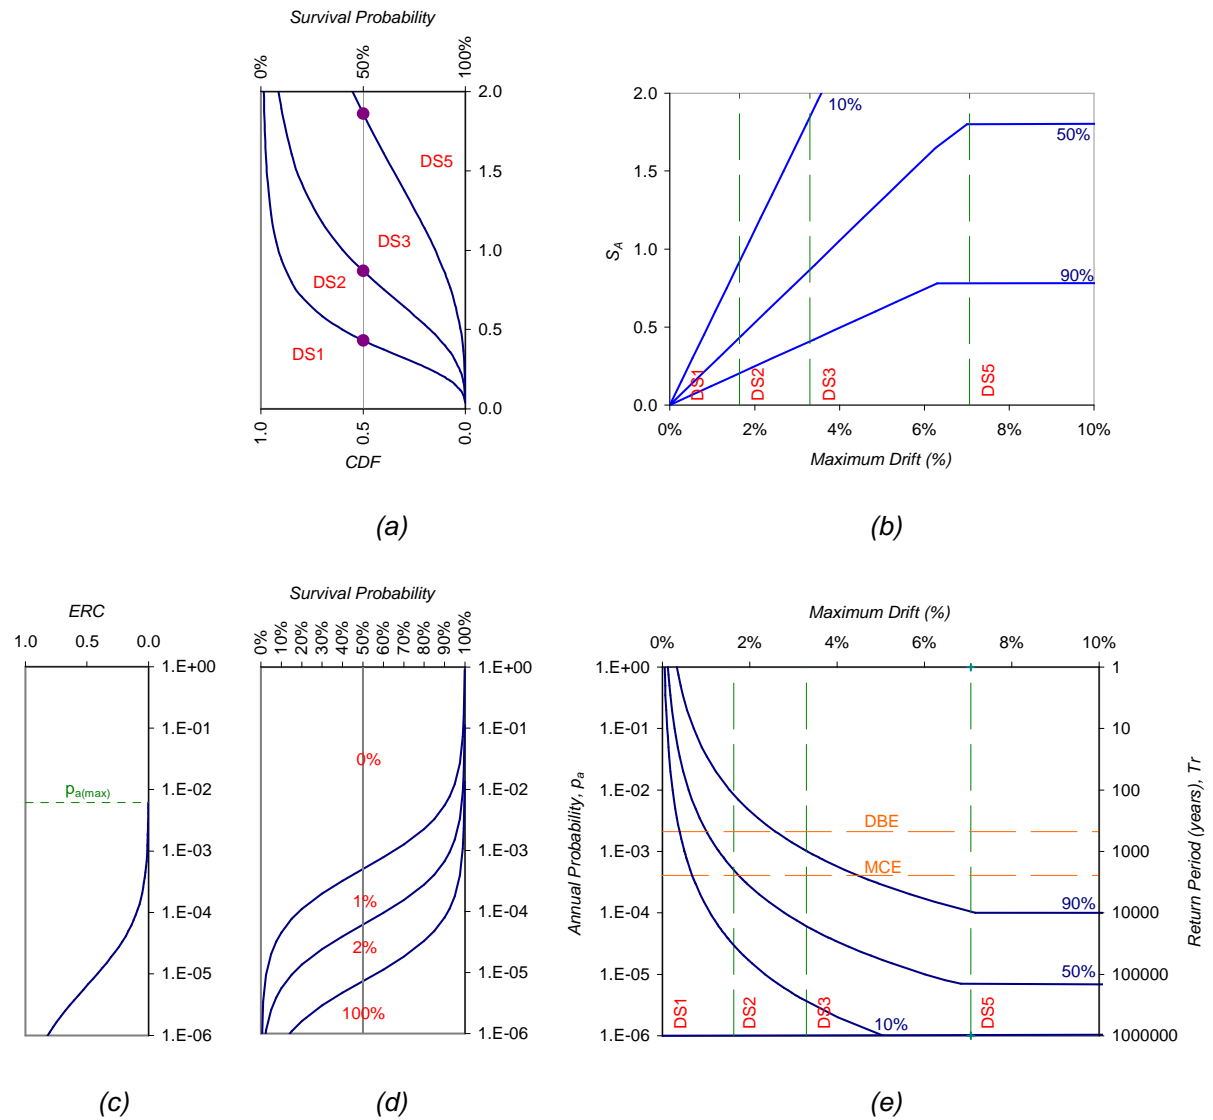 Survival Probability
0%
50%
100%
2.0
1.5
1.0
0.5
0.0
DS5
DS3
DS2
DS1
1.0
0.5
0.0
CDF
(a)
2.0
1.5
1.0
0.5
0.0
S_A
10%
50%
90%
DS1
DS2
DS3
DS5
0%
2%
4%
6%
8%
10%
Maximum Drift (%)
(b)
ERC
1.0
0.5
0.0
1.E+00
1.E-01
1.E-02
1.E-03
1.E-04
1.E-05
1.E-06
p_a(max)
(c)
Survival Probability
0%
10%
20%
30%
40%
50%
60%
70%
80%
90%
100%
1.E+00
1.E-01
1.E-02
1.E-03
1.E-04
1.E-05
1.E-06
0%
1%
2%
100%
(d)
Maximum Drift (%)
0%
2%
4%
6%
8%
10%
Annual Probability, p_a
1.E+00
1.E-01
1.E-02
1.E-03
1.E-04
1.E-05
1.E-06
DBE
MCE
90%
50%
10%
DS1
DS2
DS3
DS5
1
10
100
1000
10000
100000
1000000
Return Period (years), Tr
(e)